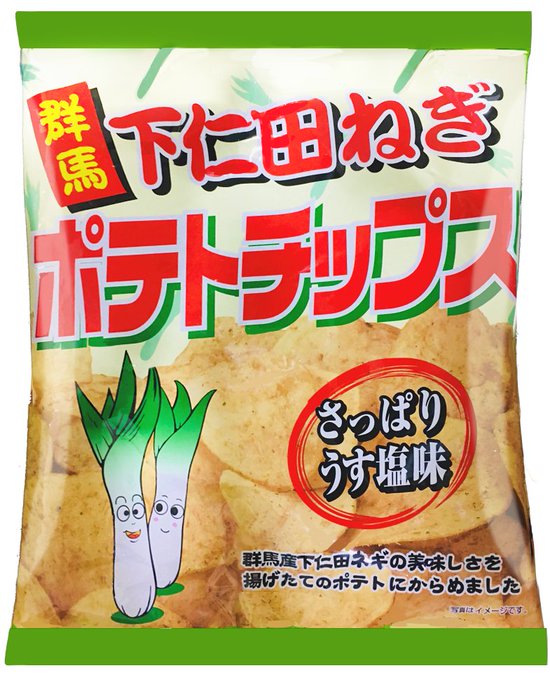 群馬
下仁田ねぎ
ポテトチップス
さっぱり
うす塩味
群馬産下仁田ネギの美味しさを
揚げたてのポテトにからめました
写真はイメージです。